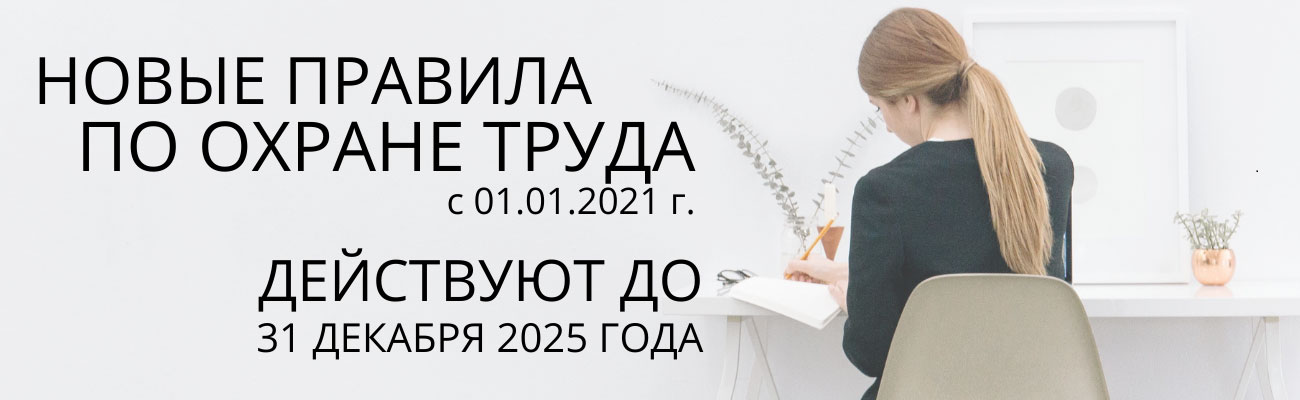 НОВЫЕ ПРАВИЛА
ПО ОХРАНЕ ТРУДА
с 01.01.2021 г.
ДЕЙСТВУЮТ ДО
31 ДЕКАБРЯ 2025 ГОДА